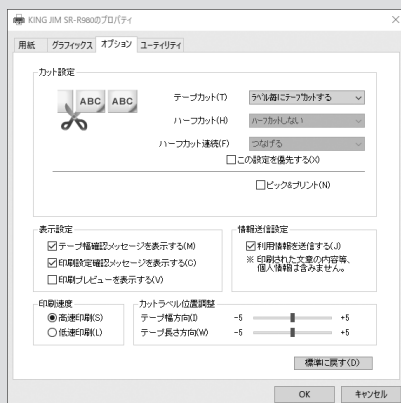 KING JIM SR-R980のプロパティ
用紙 グラフィックス オプション ユーティリティ
カット設定
ABC ABC
テープカット(T) ラベル毎にテープカットする
ハーフカット(H) ハーフカットしない
ハーフカット連続(F) つなげる
この設定を優先する(X)
ピック&プリント(N)
表示設定
テープ幅確認メッセージを表示する(M)
印刷設定確認メッセージを表示する(C)
印刷プレビューを表示する(V)
情報送信設定
利用情報を送信する(J)
※ 印刷された文章の内容等、
個人情報は含みません。
印刷速度
高速印刷(S)
低速印刷(L)
カットラベル位置調整
テープ幅方向(I) -5 +5
テープ長さ方向(W) -5 +5
標準に戻す(D)
OK キャンセル